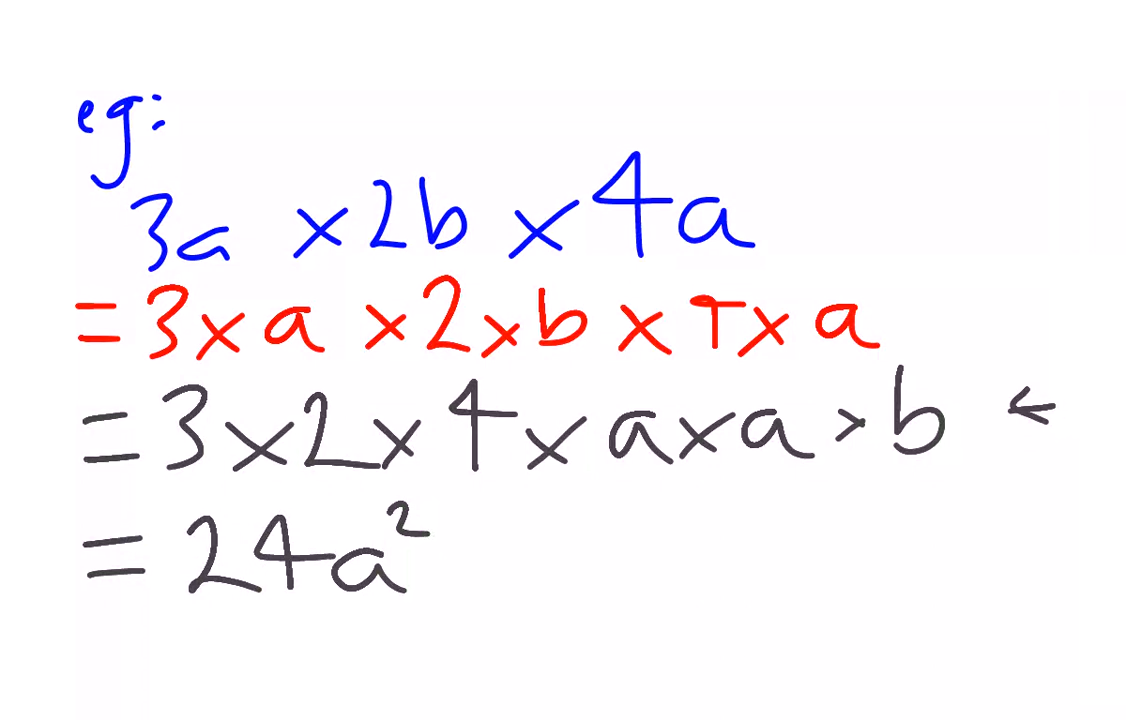 eg:
3a × 2b × 4a
= 3 × a × 2 × b × 4 × a
= 3 × 2 × 4 × a × a × b ←
= 24a²